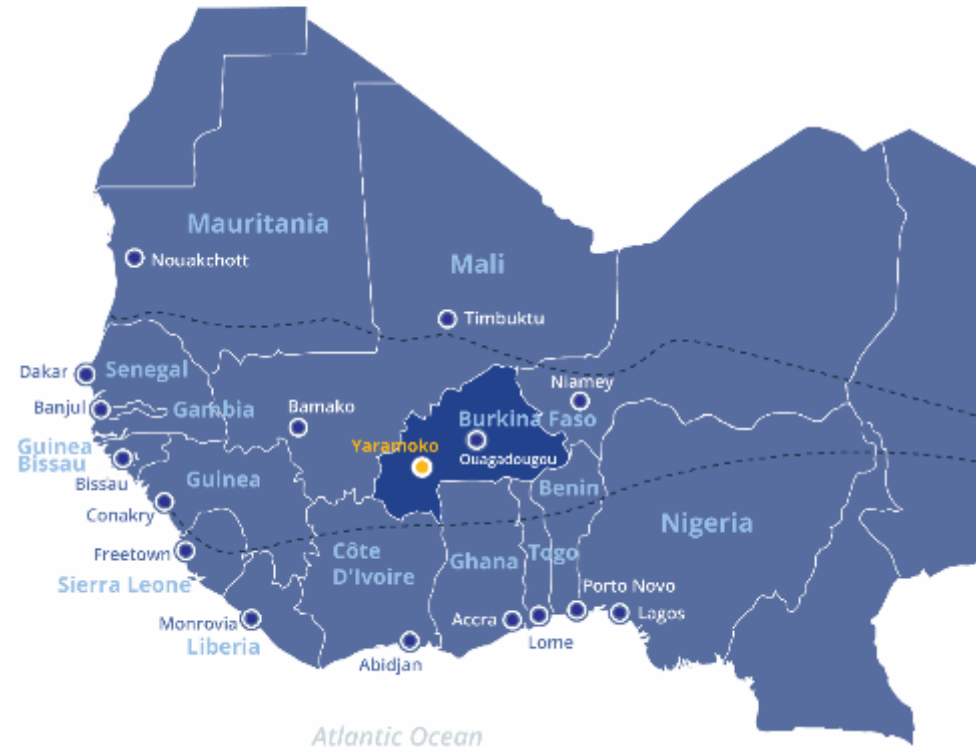 Mauritania
Nouakchott
Mali
Timbuktu
Dakar
Senegal
Niamey
Banjul
Gambia
Bamako
Burkina Faso
Yaramoko
Ouagadougou
Guinea
Bissau
Bissau
Guinea
Benin
Conakry
Nigeria
Freetown
Côte
D'Ivoire
Ghana
Togo
Sierra Leone
Porto Novo
Monrovia
Accra
Lagos
Liberia
Lome
Abidjan
Atlantic Ocean